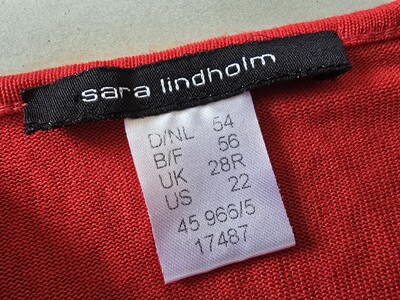 sara lindholm
D/NL 54
B/F 56
UK 28R
US 22
45 966/5
17487